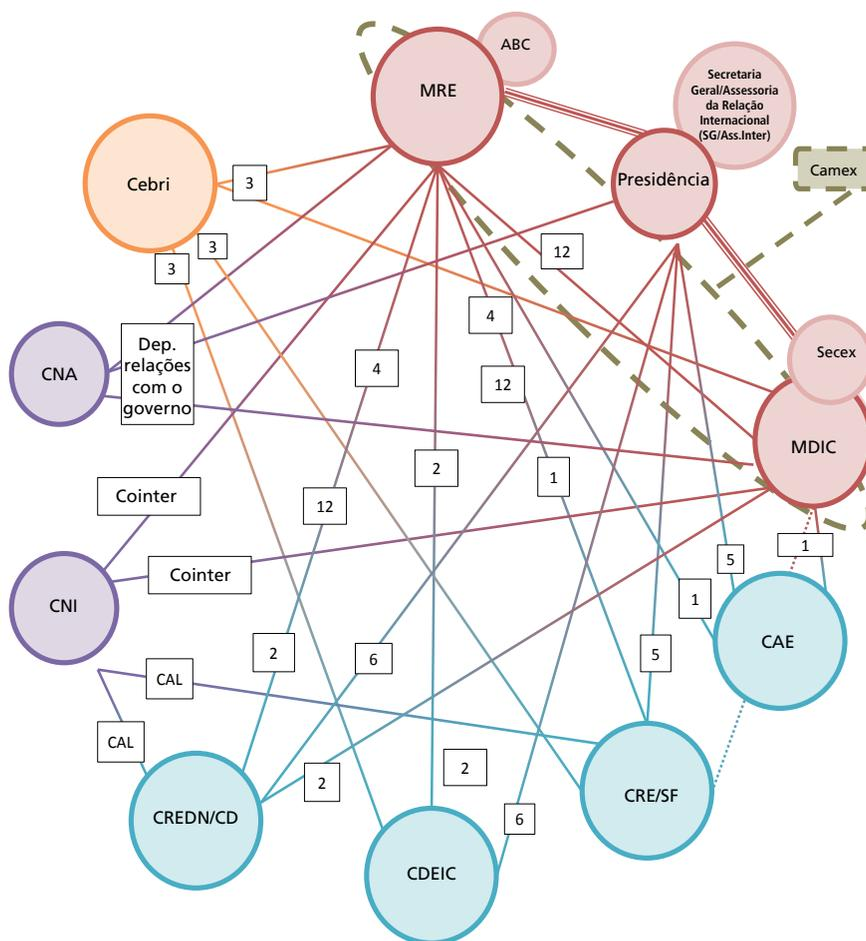 ABC
MRE
Secretaria
Geral/Assessoria
da Relação
Internacional
(SG/Ass.Inter)
Camex
Presidência
Cebri
3
3
3
12
4
Secex
CNA
Dep.
relações
com o
governo
4
12
MDIC
2
1
Cointer
12
1
5
Cointer
1
CNI
2
6
5
CAE
CAL
CAL
2
2
CRE/SF
6
CREDN/CD
CDEIC